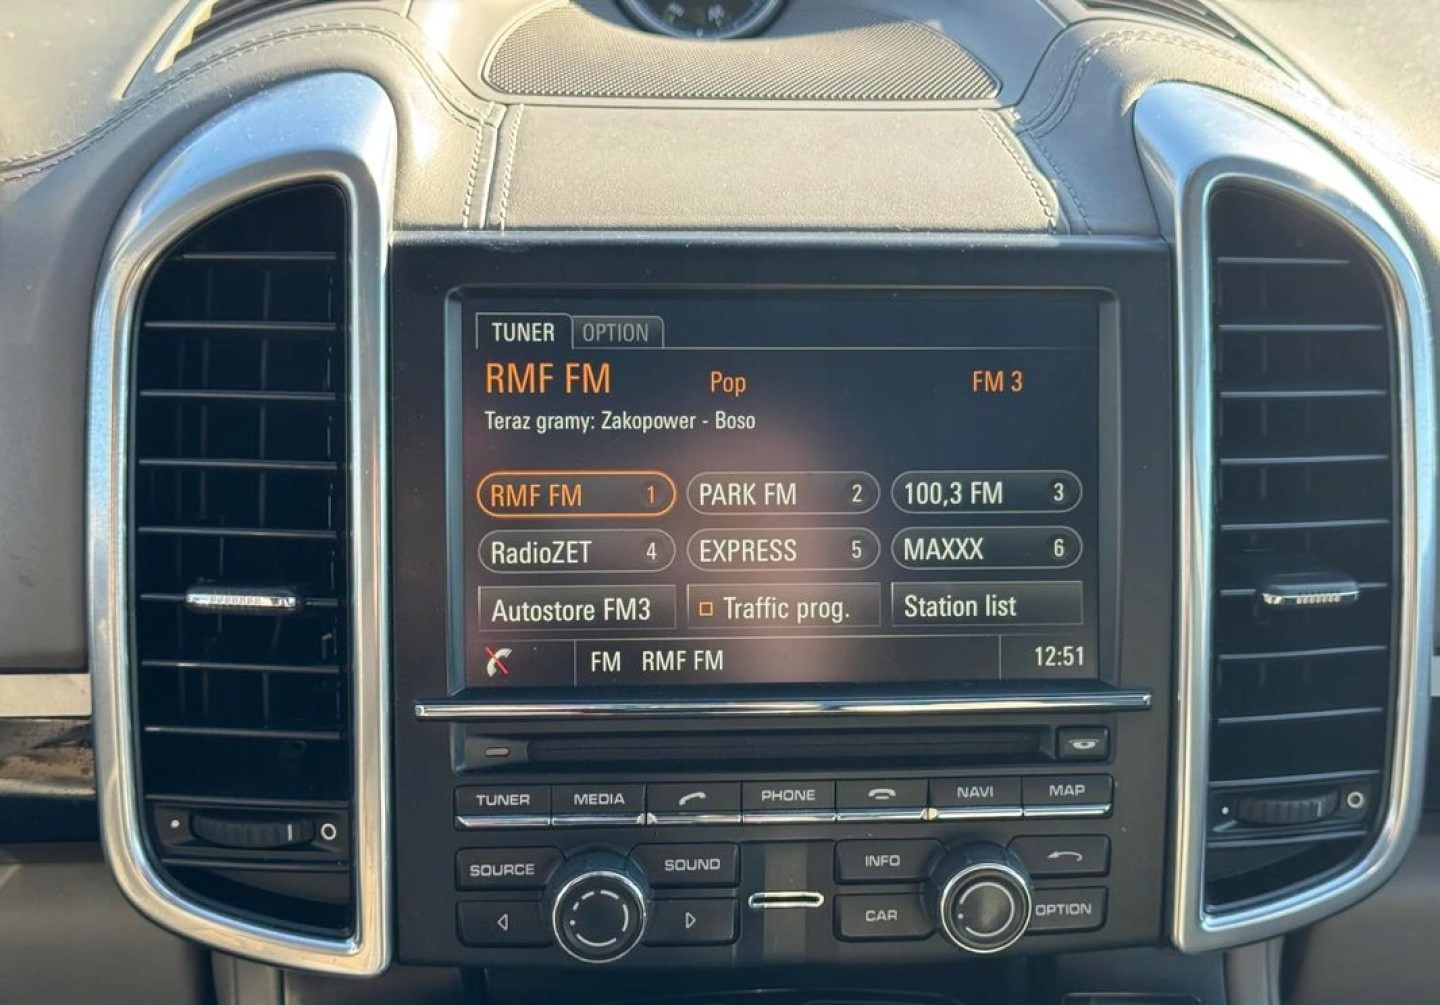 TUNER OPTION
RMF FM Pop FM 3
Teraz gramy: Zakopower - Boso
RMF FM 1 PARK FM 2 100,3 FM 3
RadioZET 4 EXPRESS 5 MAXXX 6
Autostore FM3 Traffic prog. Station list
FM RMF FM 12:51
TUNER MEDIA PHONE NAVI MAP
SOURCE SOUND INFO
CAR OPTION